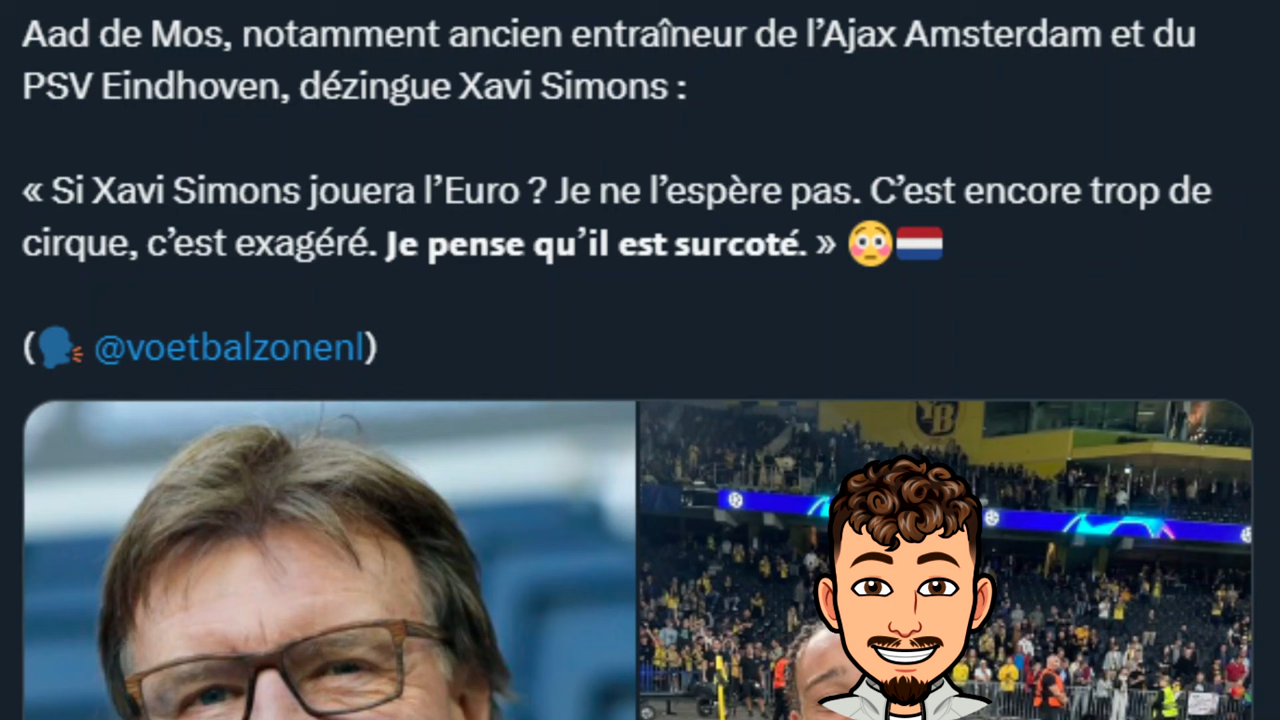 Aad de Mos, notamment ancien entraîneur de l’Ajax Amsterdam et du
PSV Eindhoven, dézingue Xavi Simons :
« Si Xavi Simons jouera l’Euro ? Je ne l’espère pas. C’est encore trop de
cirque, c’est exagéré. Je pense qu’il est surcoté. » 😳🇳🇱
(🗣️ @voetbalzonenl)
YB